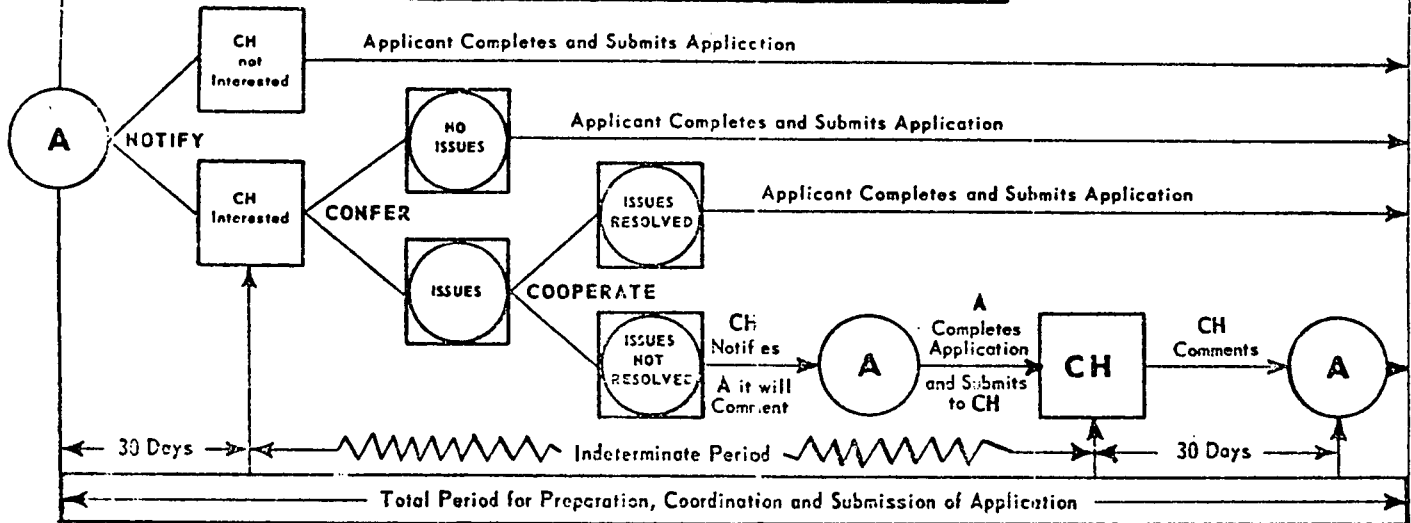 CH
not
Interested
Applicant Completes and Submits Application
A
NOTIFY
NO
ISSUES
Applicant Completes and Submits Application
CH
Interested
CONFER
ISSUES
RESOLVED
Applicant Completes and Submits Application
ISSUES
COOPERATE
ISSUES
NOT
RESOLVED
CH
Notifies
A it will
Comment
A
A
Completes
Application
and Submits
to CH
CH
CH
Comments
A
30 Days
Indeterminate Period
30 Days
Total Period for Preparation, Coordination and Submission of Application